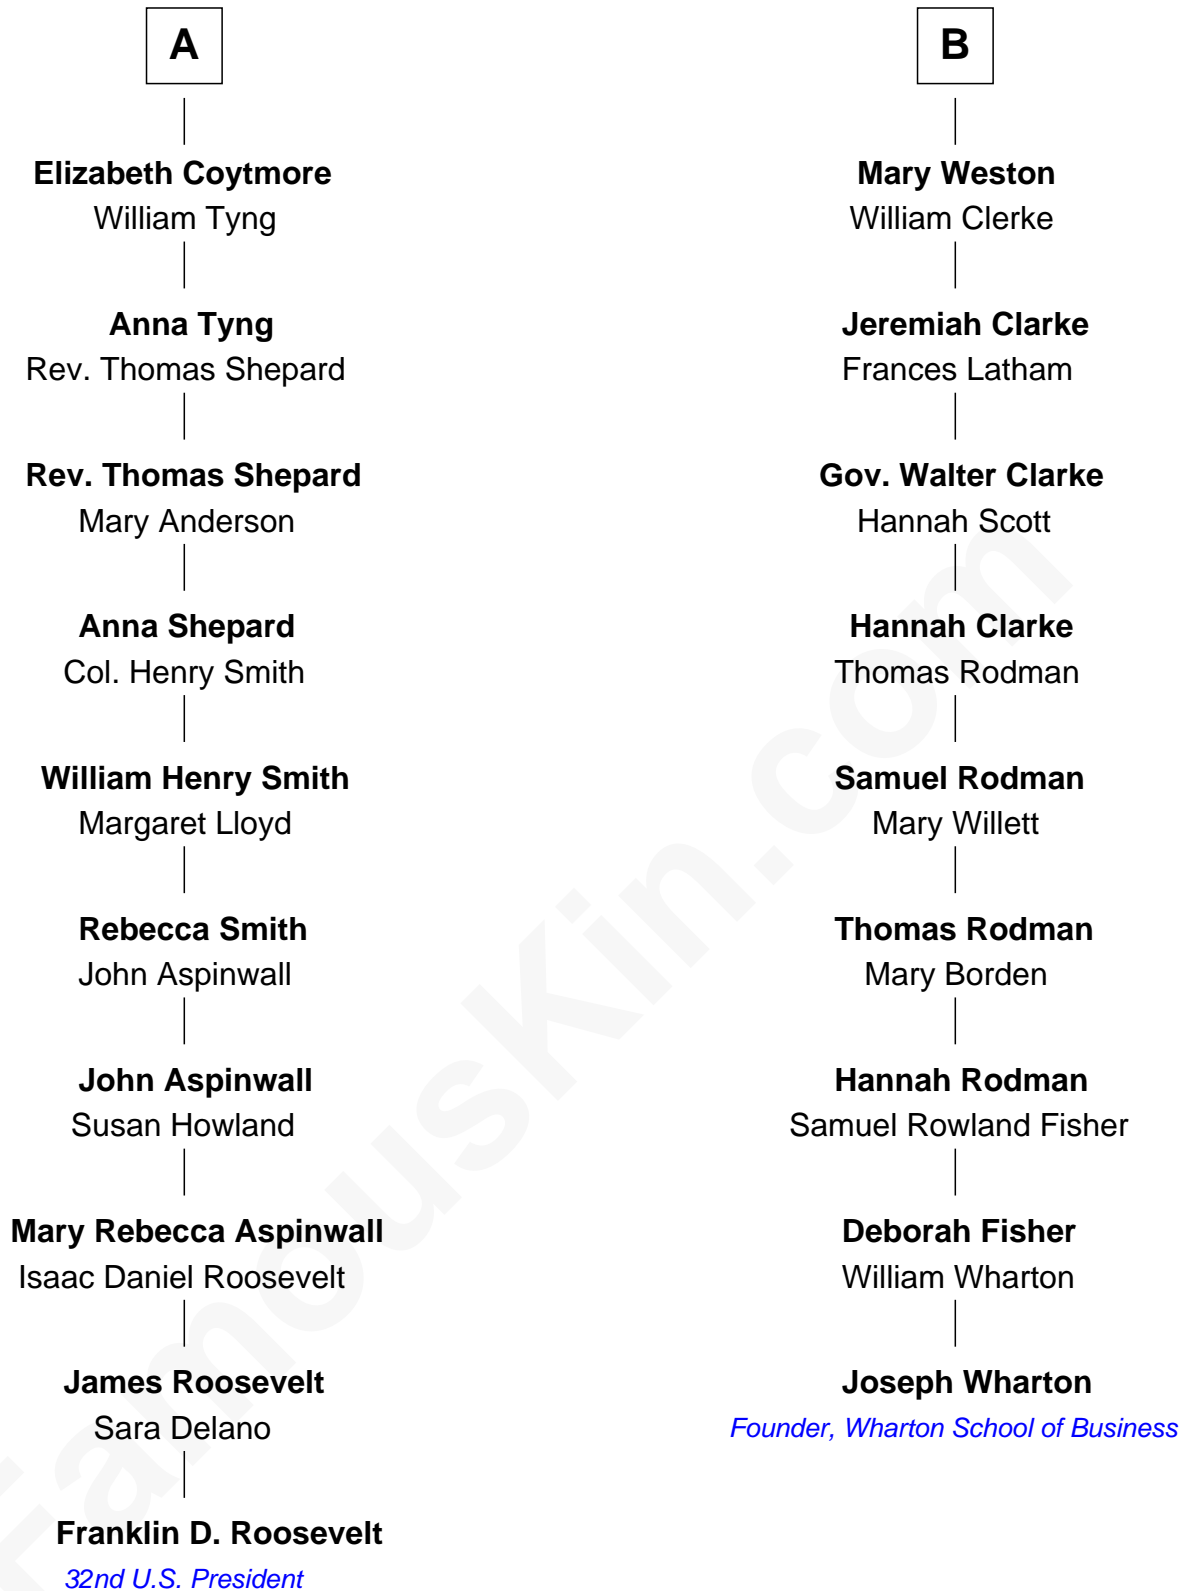 A
Elizabeth Coytmore
William Tyng
Anna Tyng
Rev. Thomas Shepard
Rev. Thomas Shepard
Mary Anderson
Anna Shepard
Col. Henry Smith
William Henry Smith
Margaret Lloyd
Rebecca Smith
John Aspinwall
John Aspinwall
Susan Howland
Mary Rebecca Aspinwall
Isaac Daniel Roosevelt
James Roosevelt
Sara Delano
Franklin D. Roosevelt
32nd U.S. President
B
Mary Weston
William Clerke
Jeremiah Clarke
Frances Latham
Gov. Walter Clarke
Hannah Scott
Hannah Clarke
Thomas Rodman
Samuel Rodman
Mary Willett
Thomas Rodman
Mary Borden
Hannah Rodman
Samuel Rowland Fisher
Deborah Fisher
William Wharton
Joseph Wharton
Founder, Wharton School of Business
FamousKin.com